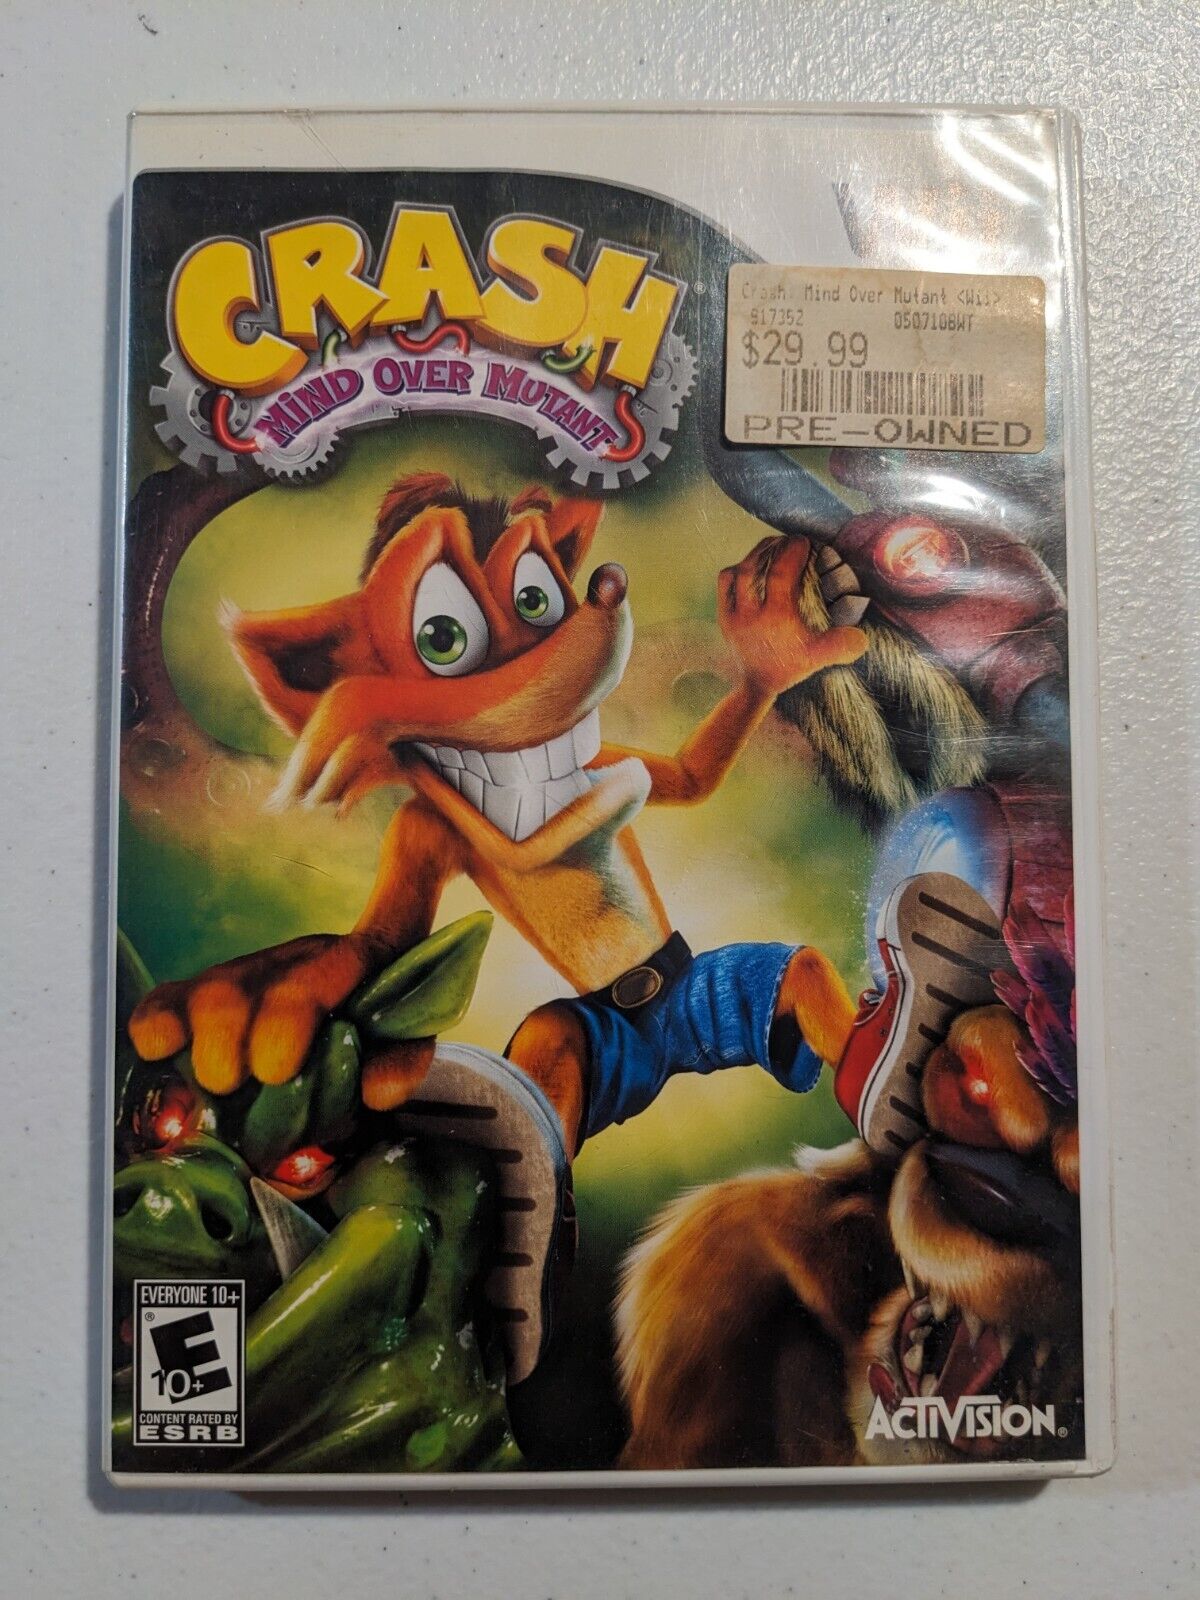 CRASH®
MIND OVER MUTANT
Crash: Mind Over Mutant <Wii>
917352 0507108WT
$29.99
PRE-OWNED
EVERYONE 10+
E®
10+
CONTENT RATED BY
ESRB
ACTIVISION®